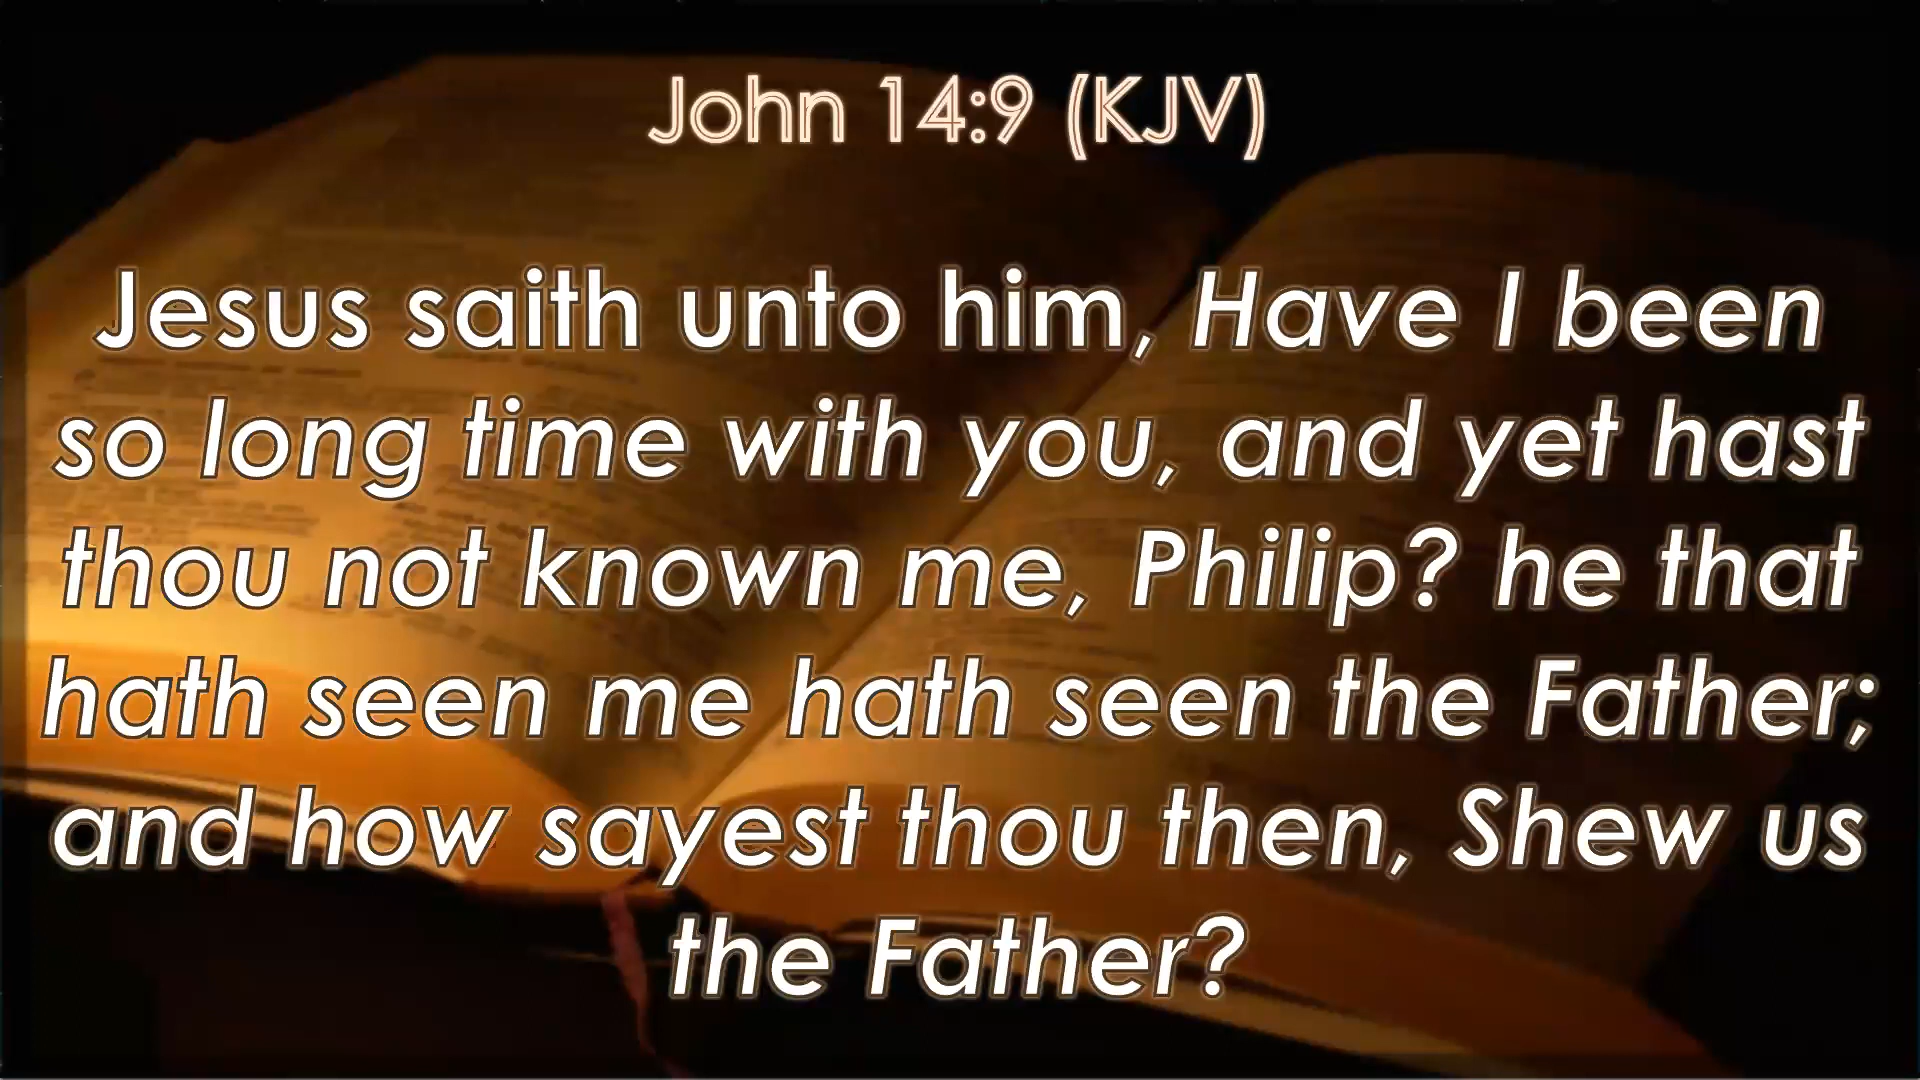 John 14:9 (KJV)
Jesus saith unto him, Have I been
so long time with you, and yet hast
thou not known me, Philip? he that
hath seen me hath seen the Father;
and how sayest thou then, Shew us
the Father?